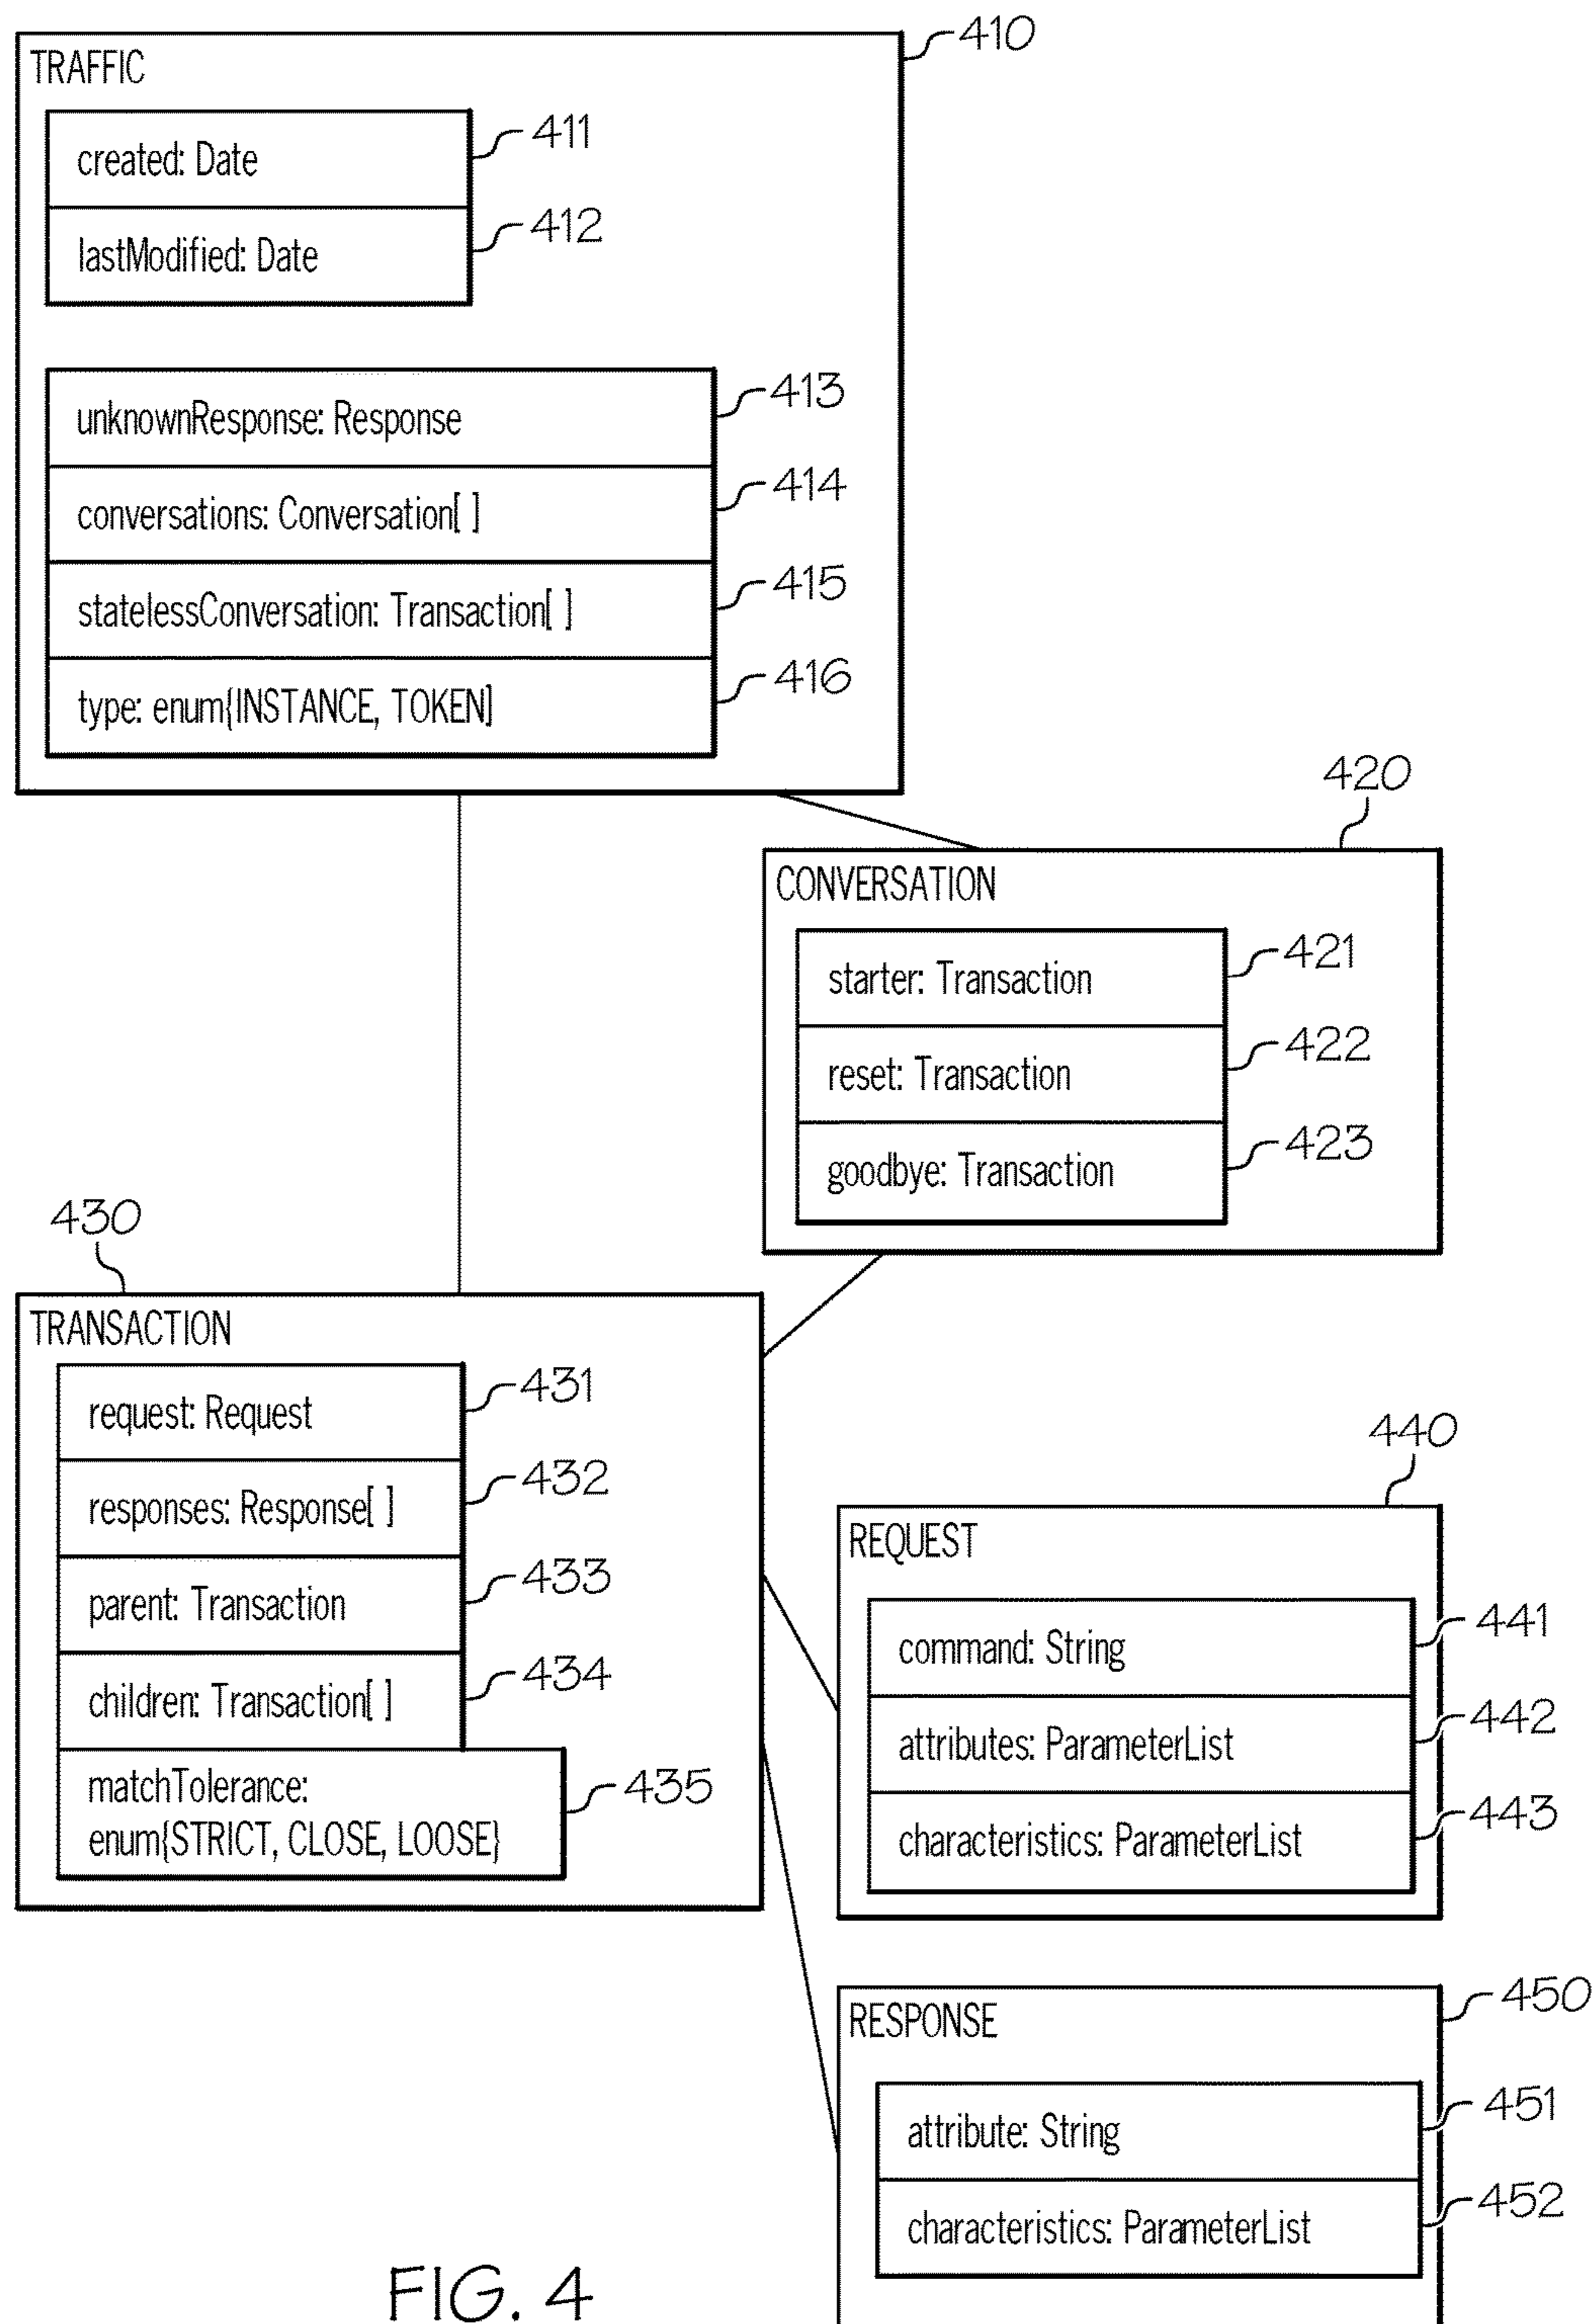 410
TRAFFIC
created: Date
411
lastModified: Date
412
unknownResponse: Response
413
conversations: Conversation[ ]
414
statelessConversation: Transaction[ ]
415
type: enum{INSTANCE, TOKEN]
416
420
CONVERSATION
starter: Transaction
421
reset: Transaction
422
goodbye: Transaction
423
430
TRANSACTION
request: Request
431
responses: Response[ ]
432
parent: Transaction
433
children: Transaction[ ]
434
matchTolerance:
enum{STRICT, CLOSE, LOOSE}
435
440
REQUEST
command: String
441
attributes: ParameterList
442
characteristics: ParameterList
443
450
RESPONSE
attribute: String
451
characteristics: ParameterList
452
FIG. 4